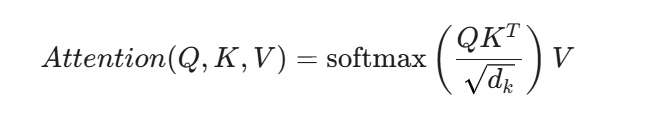 Attention(Q, K, V) = softmax (QK^T / √d_k) V